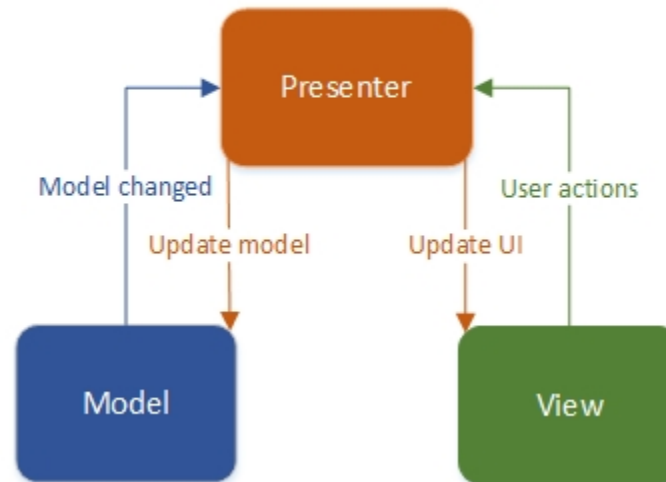 Presenter
Model changed
User actions
Update model
Update UI
Model
View